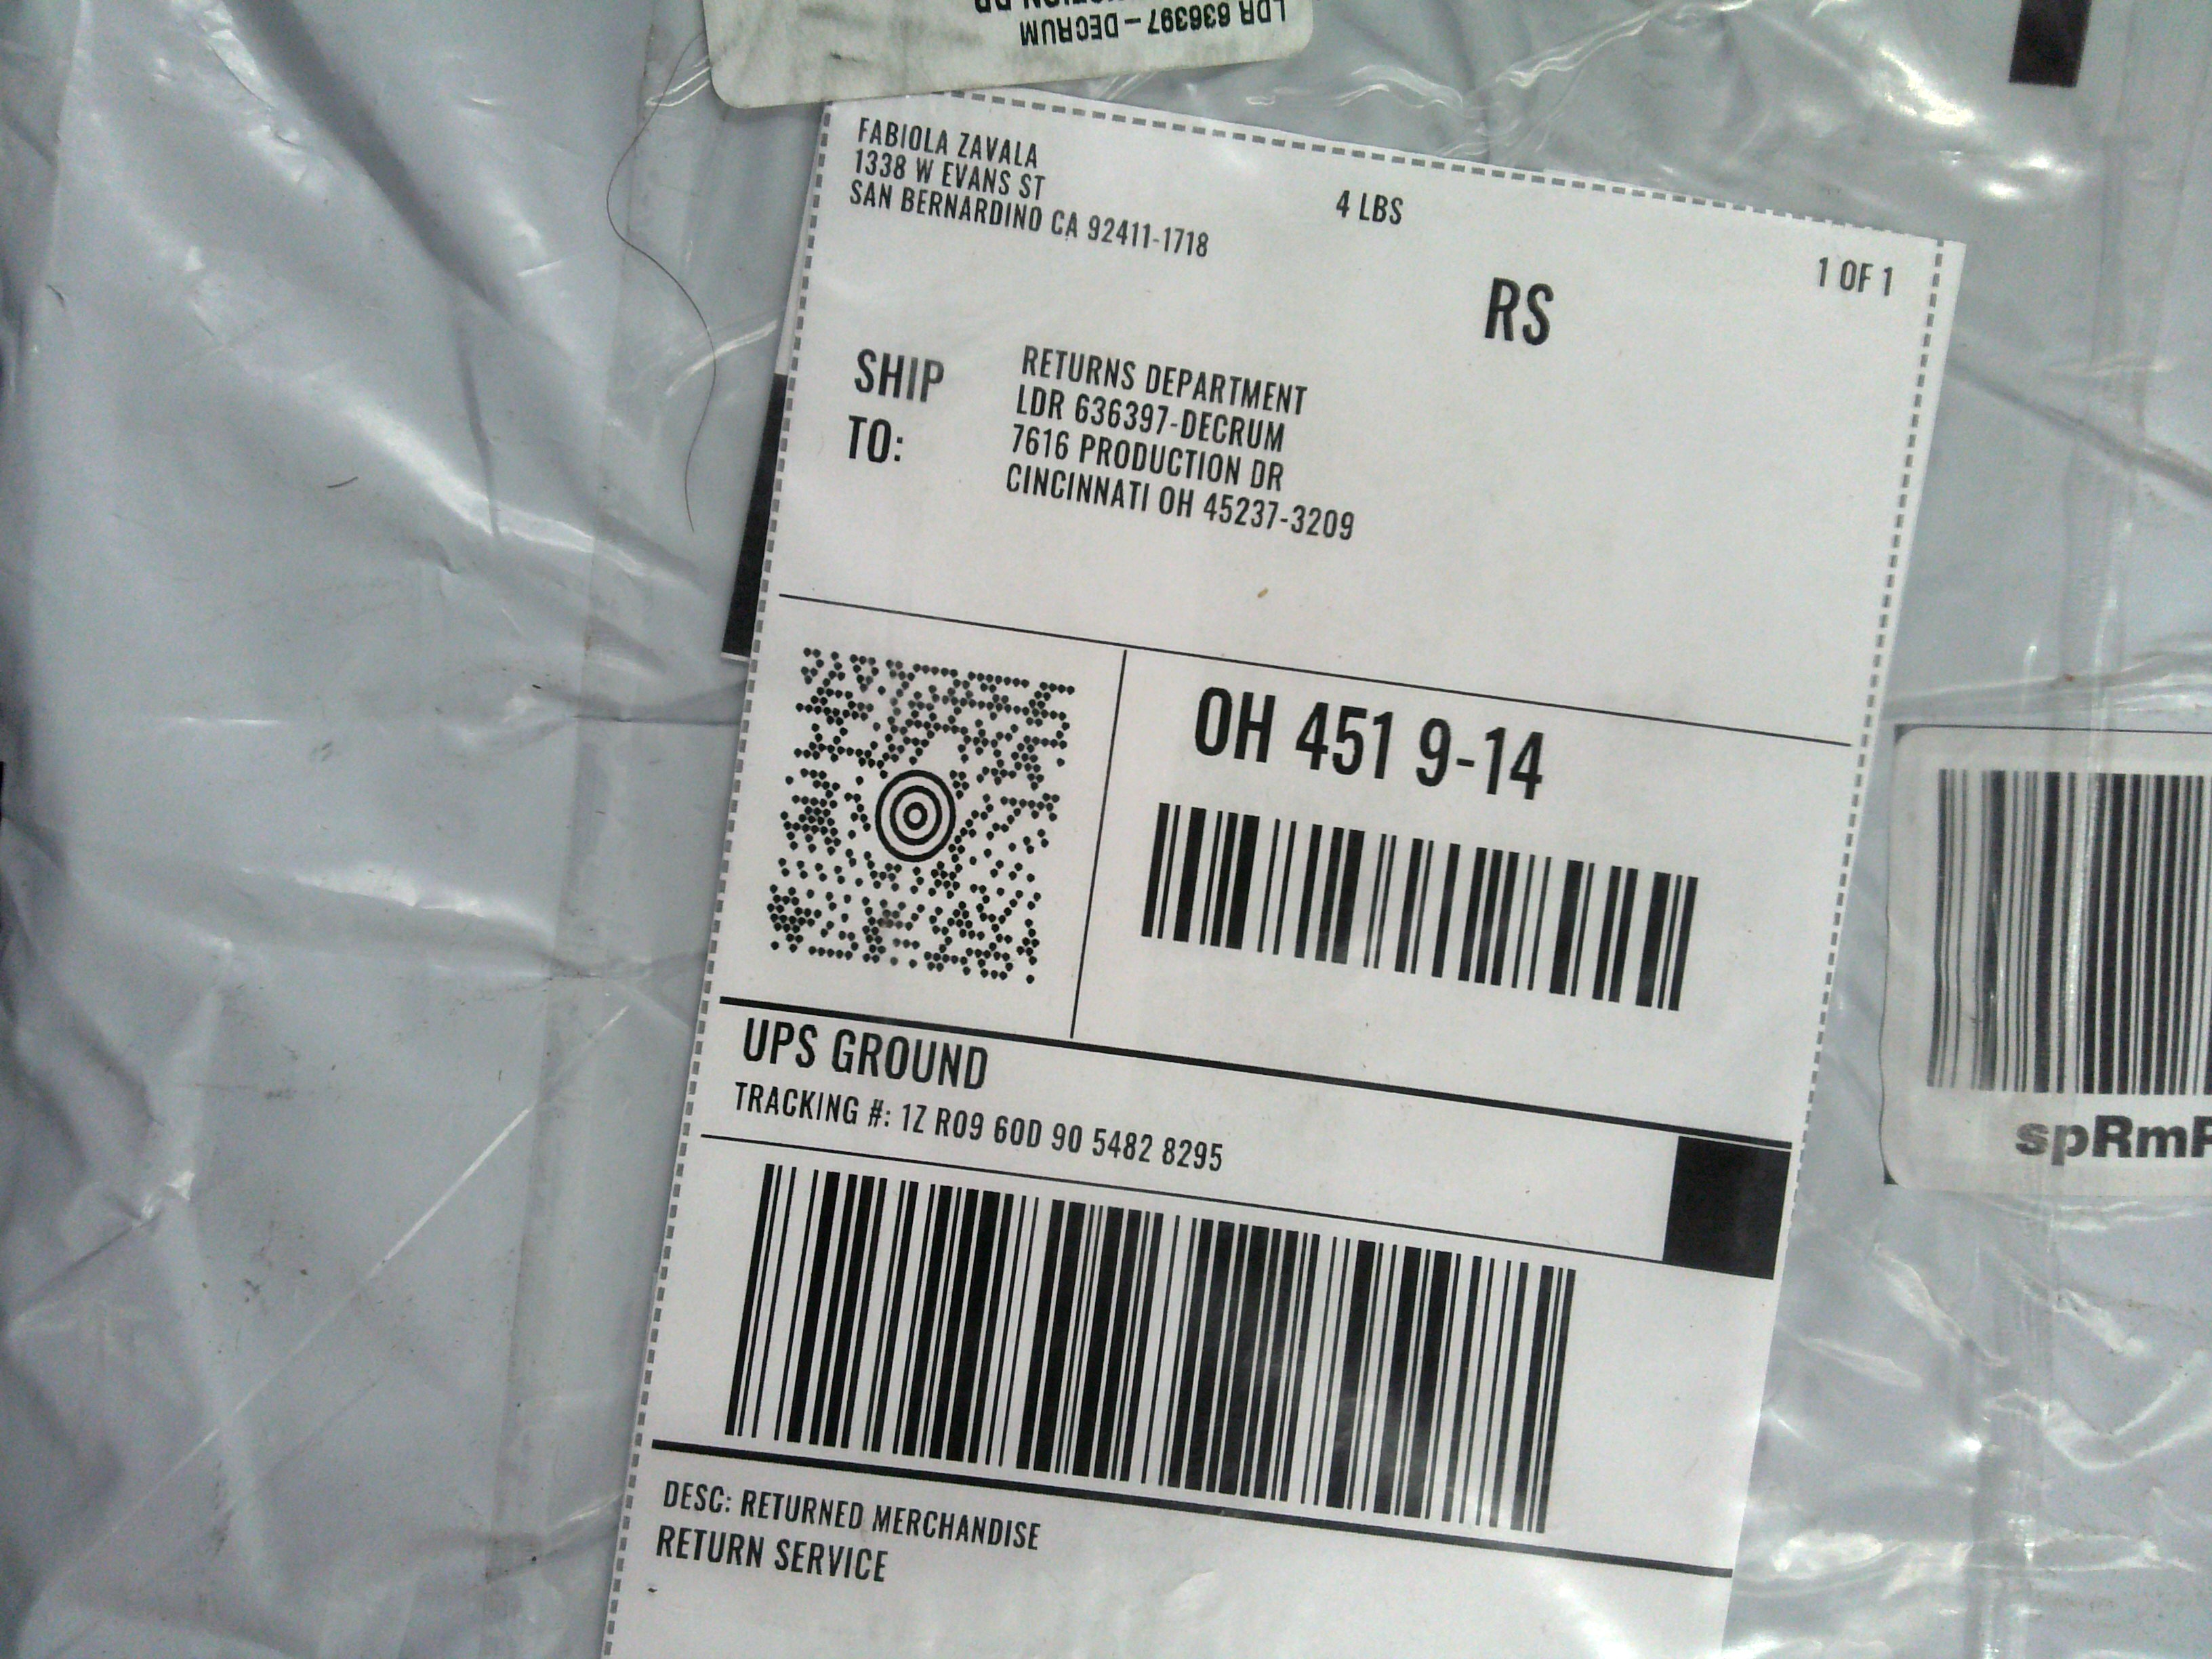 LDR 636397 – DECRUM
FABIOLA ZAVALA
1338 W EVANS ST
SAN BERNARDINO CA 92411-1718
4 LBS
1 OF 1
RS
SHIP
TO:
RETURNS DEPARTMENT
LDR 636397-DECRUM
7616 PRODUCTION DR
CINCINNATI OH 45237-3209
OH 451 9-14
UPS GROUND
TRACKING #: 1Z R09 60D 90 5482 8295
spRmP
DESC: RETURNED MERCHANDISE
RETURN SERVICE